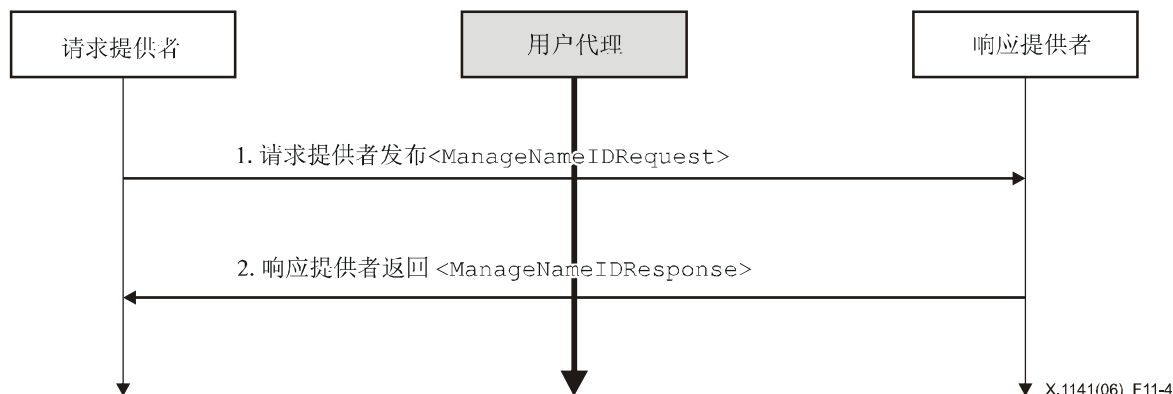 请求提供者
用户代理
响应提供者
1. 请求提供者发布<ManageNameIDRequest>
2. 响应提供者返回 <ManageNameIDResponse>
X.1141(06)_F11-4